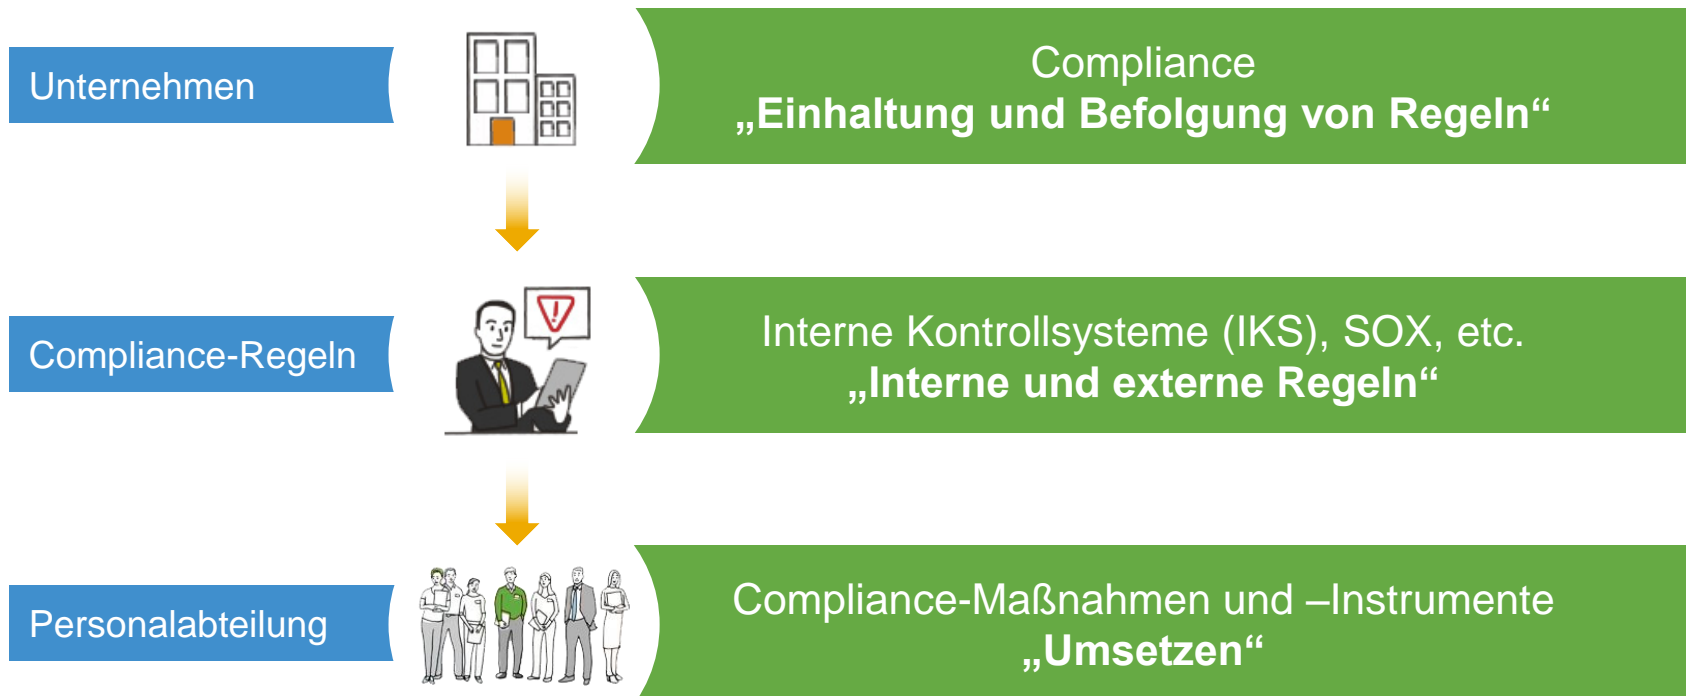 Unternehmen
Compliance
„Einhaltung und Befolgung von Regeln“
Compliance-Regeln
Interne Kontrollsysteme (IKS), SOX, etc.
„Interne und externe Regeln“
Personalabteilung
Compliance-Maßnahmen und –Instrumente
„Umsetzen“